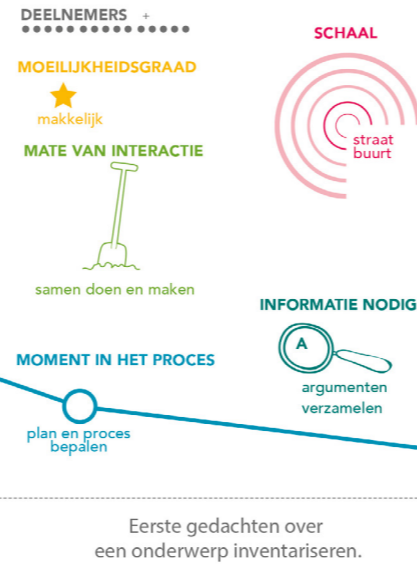 DEELNEMERS +
SCHAAL
straat
buurt
MOEILIJKHEIDSGRAAD
makkelijk
MATE VAN INTERACTIE
samen doen en maken
INFORMATIE NODIG
A
argumenten
verzamelen
MOMENT IN HET PROCES
plan en proces
bepalen
Eerste gedachten over
een onderwerp inventariseren.